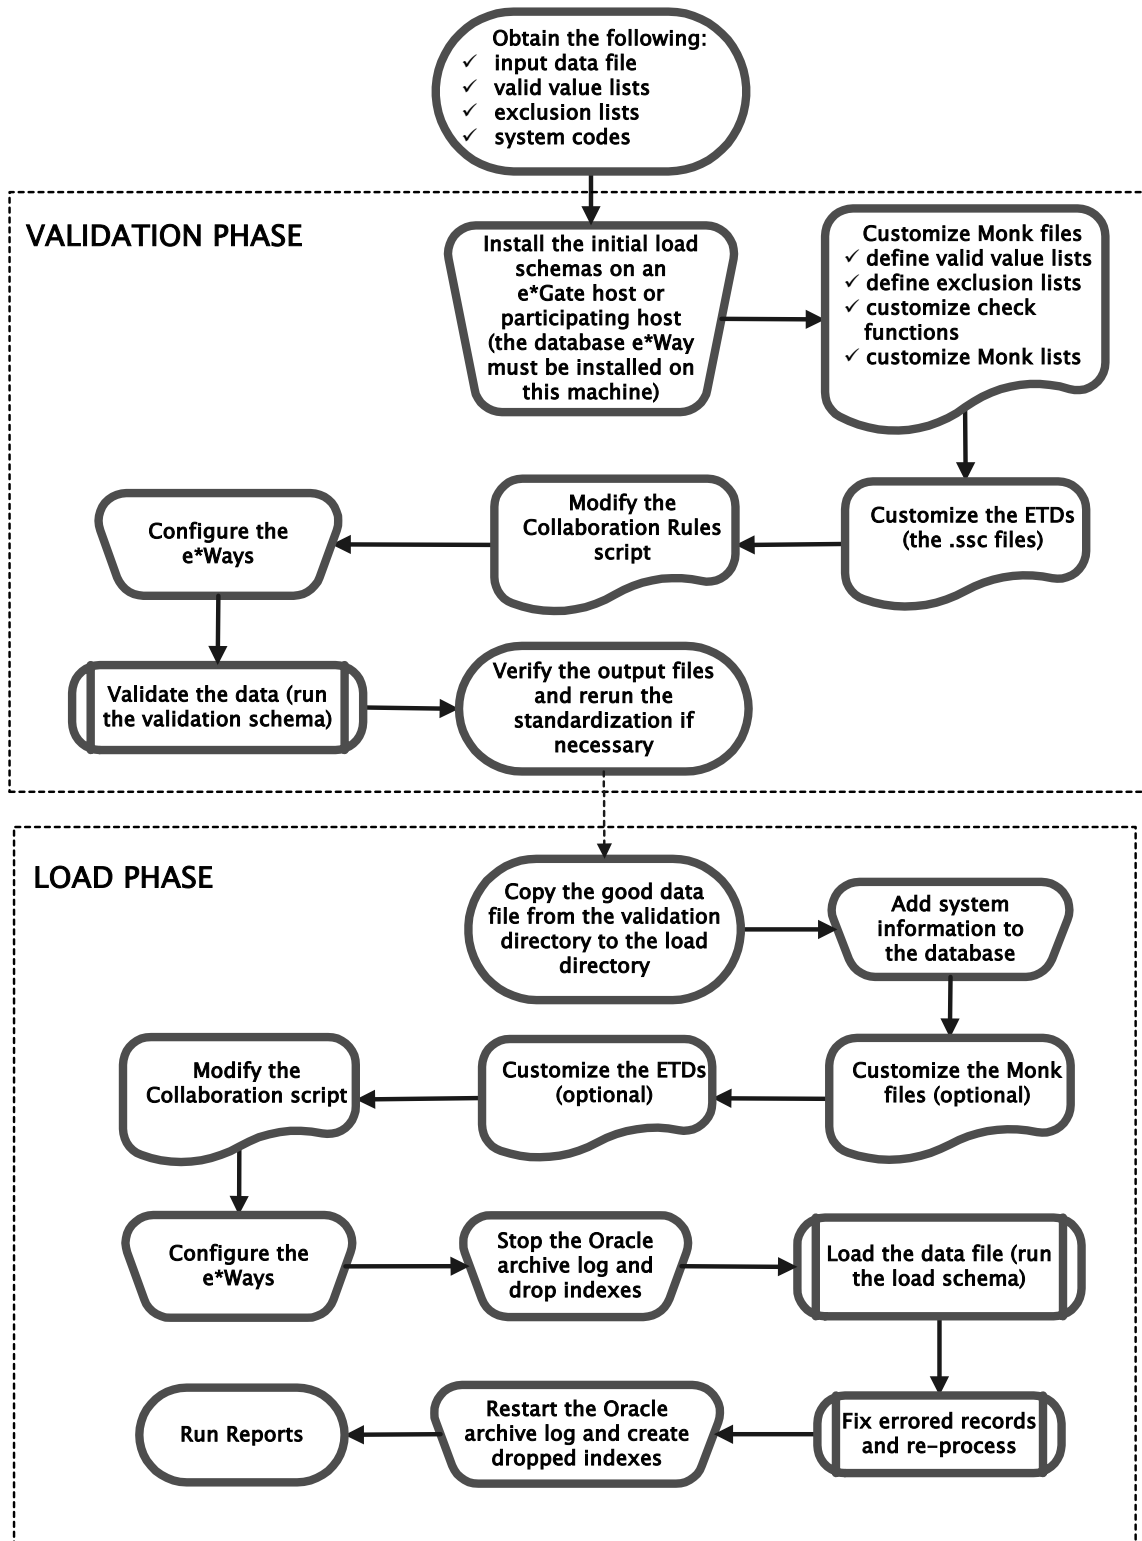 Obtain the following:
✓ input data file
✓ valid value lists
✓ exclusion lists
✓ system codes
VALIDATION PHASE
Install the initial load
schemas on an
e*Gate host or
participating host
(the database e*Way
must be installed on
this machine)
Customize Monk files
✓ define valid value lists
✓ define exclusion lists
✓ customize check
functions
✓ customize Monk lists
Customize the ETDs
(the .ssc files)
Modify the
Collaboration Rules
script
Configure the
e*Ways
Validate the data (run
the validation schema)
Verify the output files
and rerun the
standardization if
necessary
LOAD PHASE
Copy the good data
file from the validation
directory to the load
directory
Add system
information to
the database
Customize the Monk
files (optional)
Customize the ETDs
(optional)
Modify the
Collaboration script
Configure the
e*Ways
Stop the Oracle
archive log and
drop indexes
Load the data file (run
the load schema)
Fix errored records
and re-process
Restart the Oracle
archive log and create
dropped indexes
Run Reports